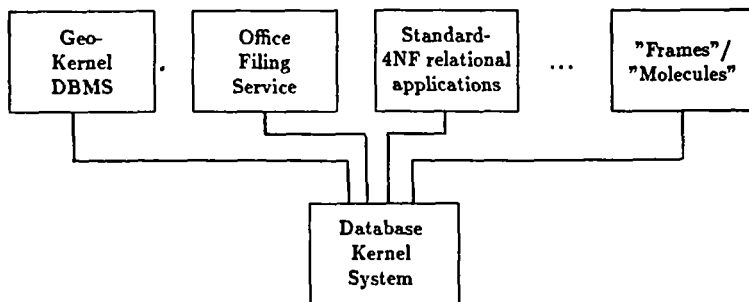 Geo-
Kernel
DBMS
Office
Filing
Service
Standard-
4NF relational
applications
...
"Frames"/
"Molecules"
Database
Kernel
System